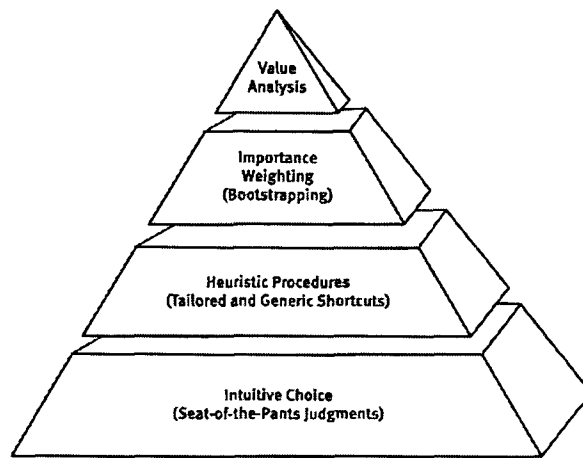 Value
Analysis
Importance
Weighting
(Bootstrapping)
Heuristic Procedures
(Tailored and Generic Shortcuts)
Intuitive Choice
(Seat-of-the-Pants Judgments)